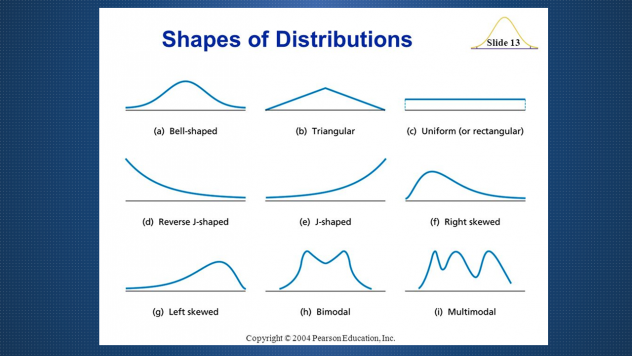 Shapes of Distributions
Slide 13
(a) Bell-shaped
(b) Triangular
(c) Uniform (or rectangular)
(d) Reverse J-shaped
(e) J-shaped
(f) Right skewed
(g) Left skewed
(h) Bimodal
(i) Multimodal
Copyright © 2004 Pearson Education, Inc.